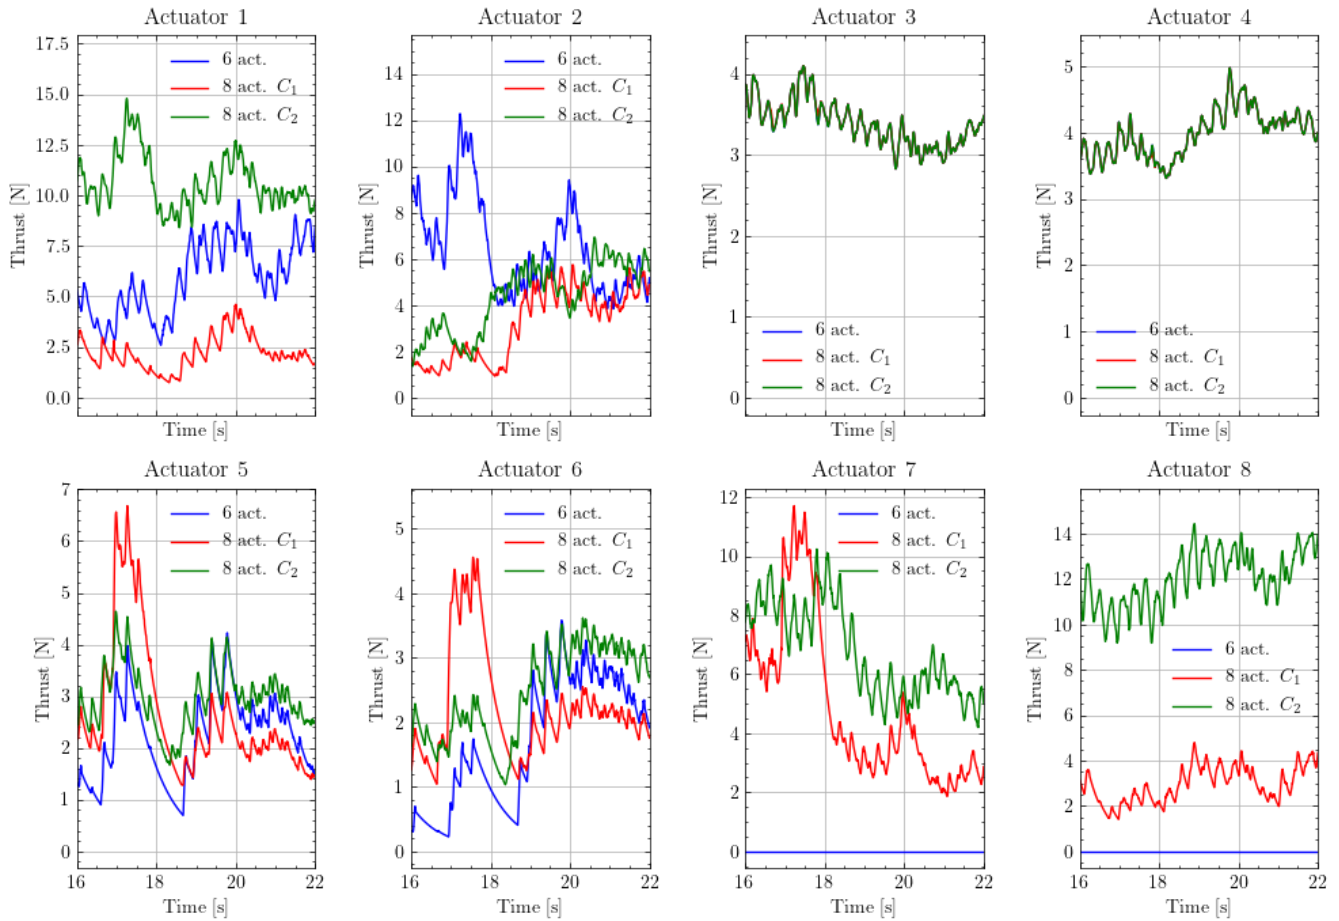 Actuator 1
Thrust [N]
17.5
15.0
12.5
10.0
7.5
5.0
2.5
0.0
6 act.
8 act. C1
8 act. C2
Time [s]
Actuator 2
Thrust [N]
14
12
10
8
6
4
2
0
6 act.
8 act. C1
8 act. C2
Time [s]
Actuator 3
Thrust [N]
4
3
2
1
0
6 act.
8 act. C1
8 act. C2
Time [s]
Actuator 4
Thrust [N]
5
4
3
2
1
0
6 act.
8 act. C1
8 act. C2
Time [s]
Actuator 5
Thrust [N]
7
6
5
4
3
2
1
0
6 act.
8 act. C1
8 act. C2
16 18 20 22
Time [s]
Actuator 6
Thrust [N]
5
4
3
2
1
0
6 act.
8 act. C1
8 act. C2
16 18 20 22
Time [s]
Actuator 7
Thrust [N]
12
10
8
6
4
2
0
6 act.
8 act. C1
8 act. C2
16 18 20 22
Time [s]
Actuator 8
Thrust [N]
14
12
10
8
6
4
2
0
6 act.
8 act. C1
8 act. C2
16 18 20 22
Time [s]